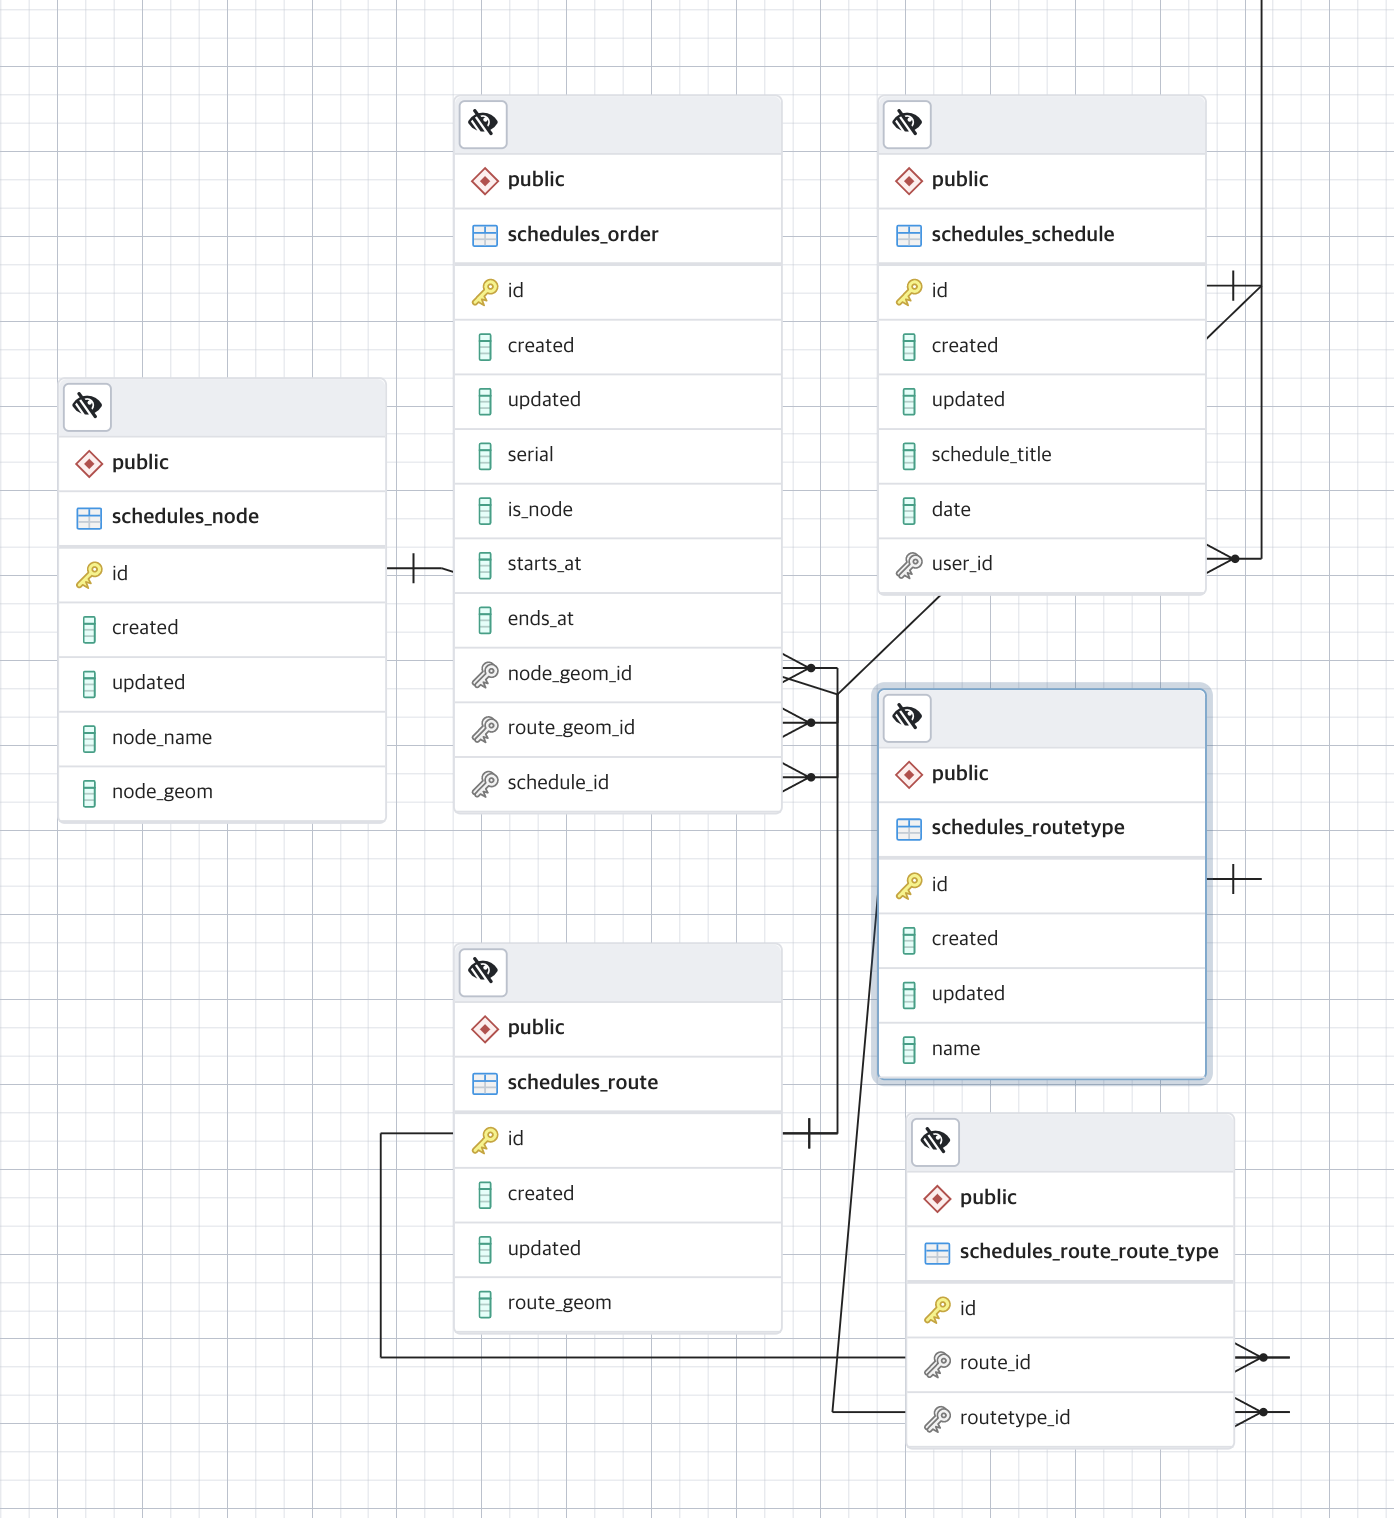 public
schedules_order
id
created
updated
serial
is_node
starts_at
ends_at
node_geom_id
route_geom_id
schedule_id
public
schedules_schedule
id
created
updated
schedule_title
date
user_id
public
schedules_node
id
created
updated
node_name
node_geom
public
schedules_routetype
id
created
updated
name
public
schedules_route
id
created
updated
route_geom
public
schedules_route_route_type
id
route_id
routetype_id